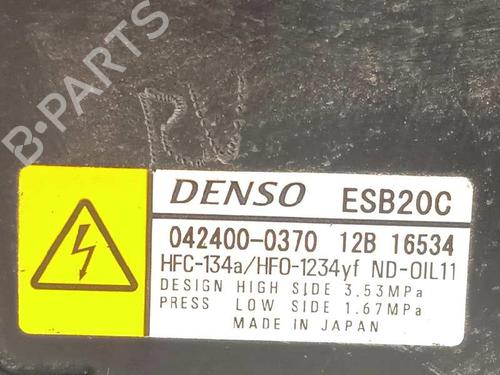 B-PARTS
RV
DENSO ESB20C
042400-0370 12B 16534
HFC-134a/HFO-1234yf ND-OIL11
DESIGN HIGH SIDE 3.53MPa
PRESS LOW SIDE 1.67MPa
MADE IN JAPAN